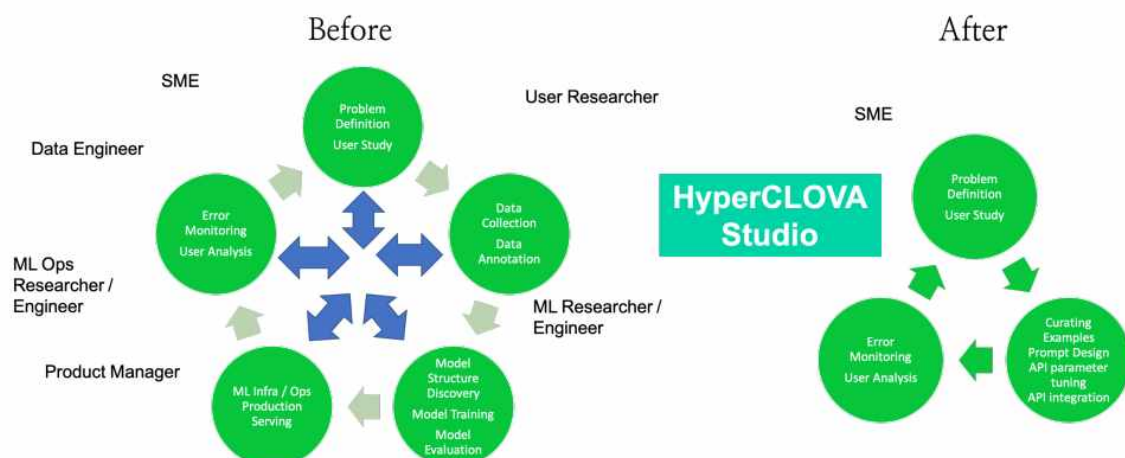 Before
SME
User Researcher
Data Engineer
ML Ops
Researcher /
Engineer
ML Researcher /
Engineer
Product Manager
Problem
Definition
User Study
Data
Collection
Data
Annotation
Model
Structure
Discovery
Model Training
Model
Evaluation
ML Infra / Ops
Production
Serving
Error
Monitoring
User Analysis
HyperCLOVA
Studio
After
SME
Problem
Definition
User Study
Curating
Examples
Prompt Design
API parameter
tuning
API integration
Error
Monitoring
User Analysis